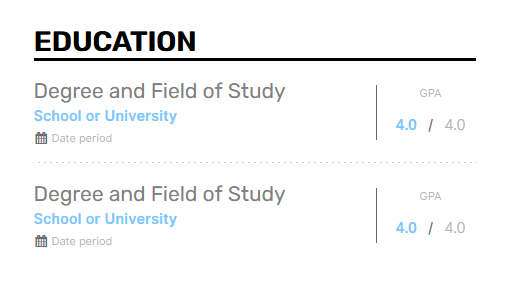 EDUCATION
Degree and Field of Study
School or University
Date period
GPA
4.0 / 4.0
Degree and Field of Study
School or University
Date period
GPA
4.0 / 4.0